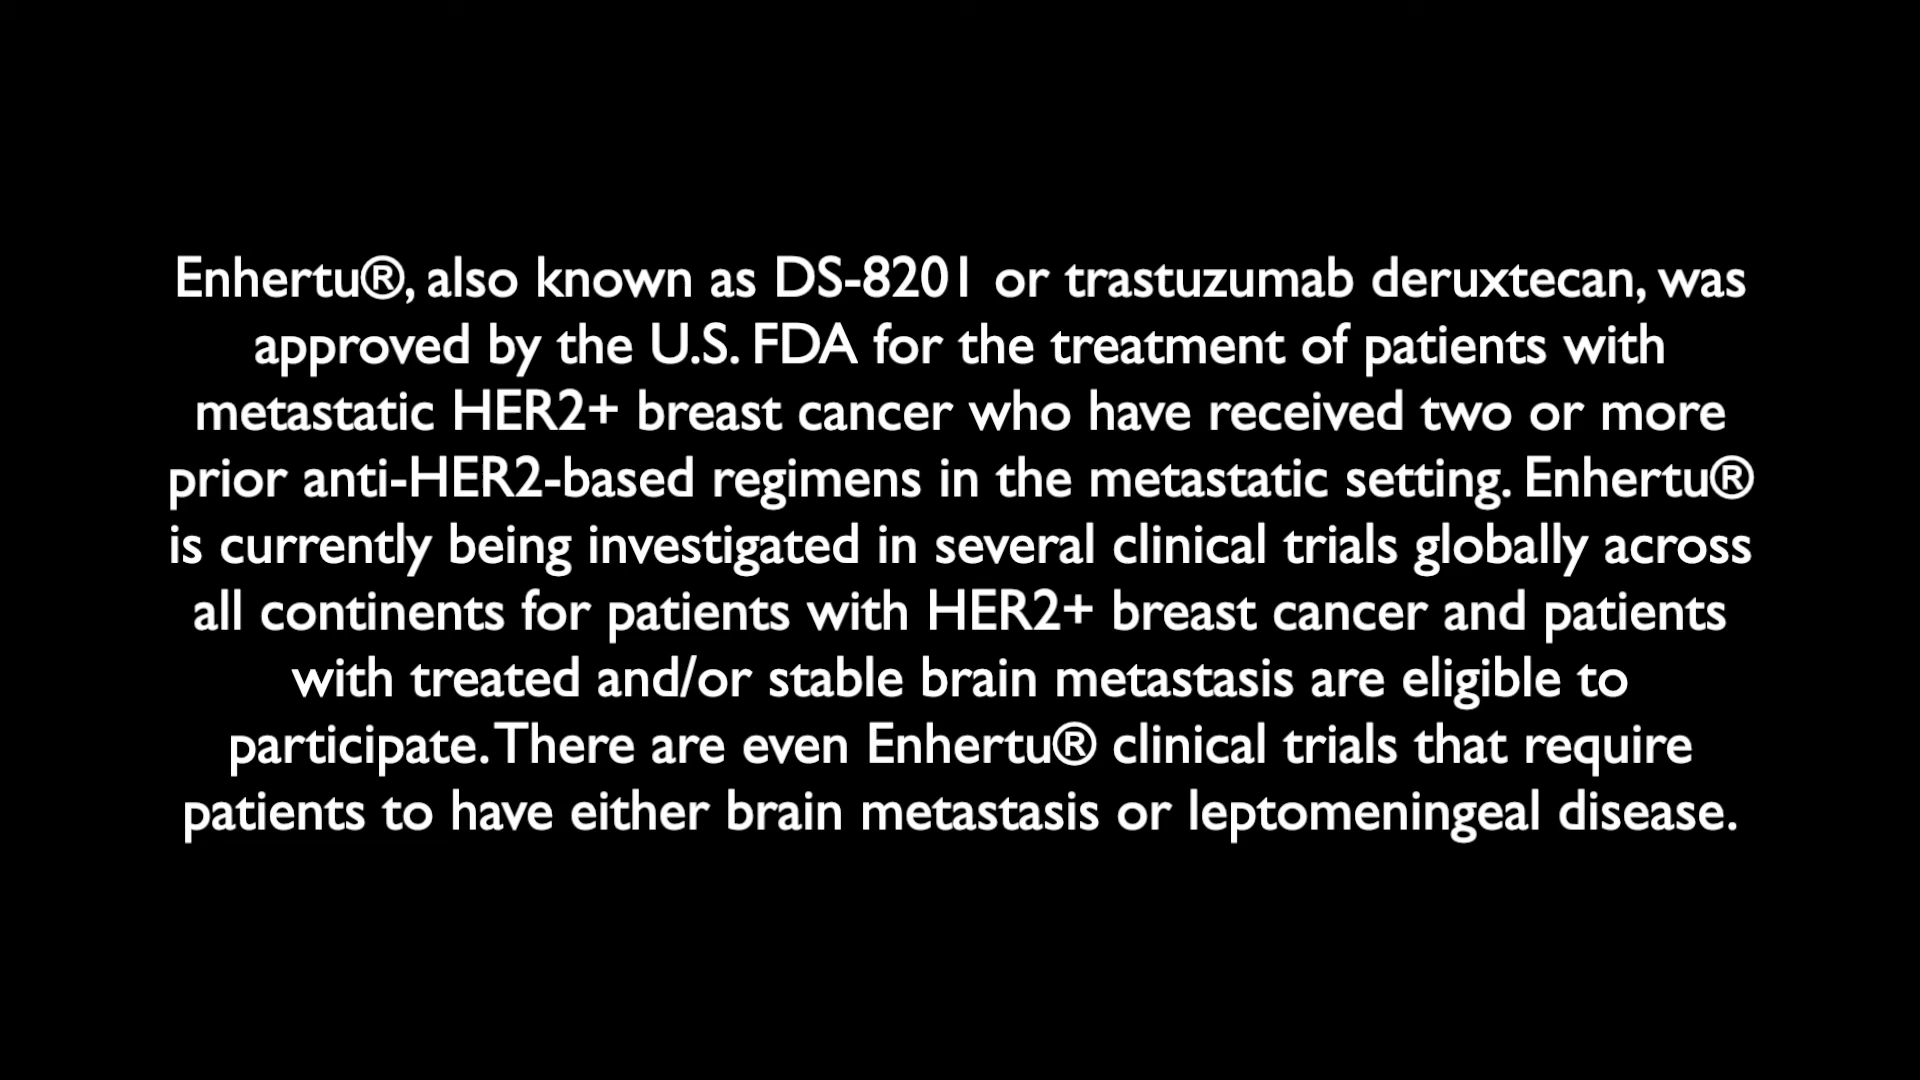 Enhertu®, also known as DS-8201 or trastuzumab deruxtecan, was
approved by the U.S. FDA for the treatment of patients with
metastatic HER2+ breast cancer who have received two or more
prior anti-HER2-based regimens in the metastatic setting. Enhertu®
is currently being investigated in several clinical trials globally across
all continents for patients with HER2+ breast cancer and patients
with treated and/or stable brain metastasis are eligible to
participate. There are even Enhertu® clinical trials that require
patients to have either brain metastasis or leptomeningeal disease.